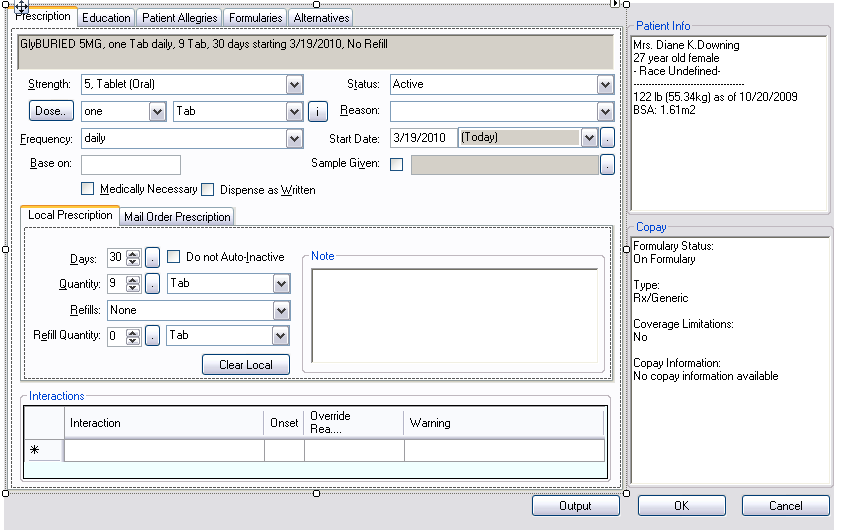 Prescription Education Patient Allegries Formularies Alternatives
GlyBURIED 5MG, one Tab daily, 9 Tab, 30 days starting 3/19/2010, No Refill
Strength: 5, Tablet (Oral) Status: Active
Dose.. one Tab i Reason:
Frequency: daily Start Date: 3/19/2010 (Today) .
Base on: Sample Given: .
Medically Necessary Dispense as Written
Local Prescription Mail Order Prescription
Days: 30 . Do not Auto-Inactive
Quantity: 9 . Tab
Refills: None
Refill Quantity: 0 . Tab
Clear Local
Note
Interactions
Interaction Onset Override Rea.... Warning
Patient Info
Mrs. Diane K.Downing
27 year old female
- Race Undefined-
-----------------------------------
122 lb (55.34kg) as of 10/20/2009
BSA: 1.61m2
Copay
Formulary Status:
On Formulary
Type:
Rx/Generic
Coverage Limitations:
No
Copay Information:
No copay information available
Output OK Cancel